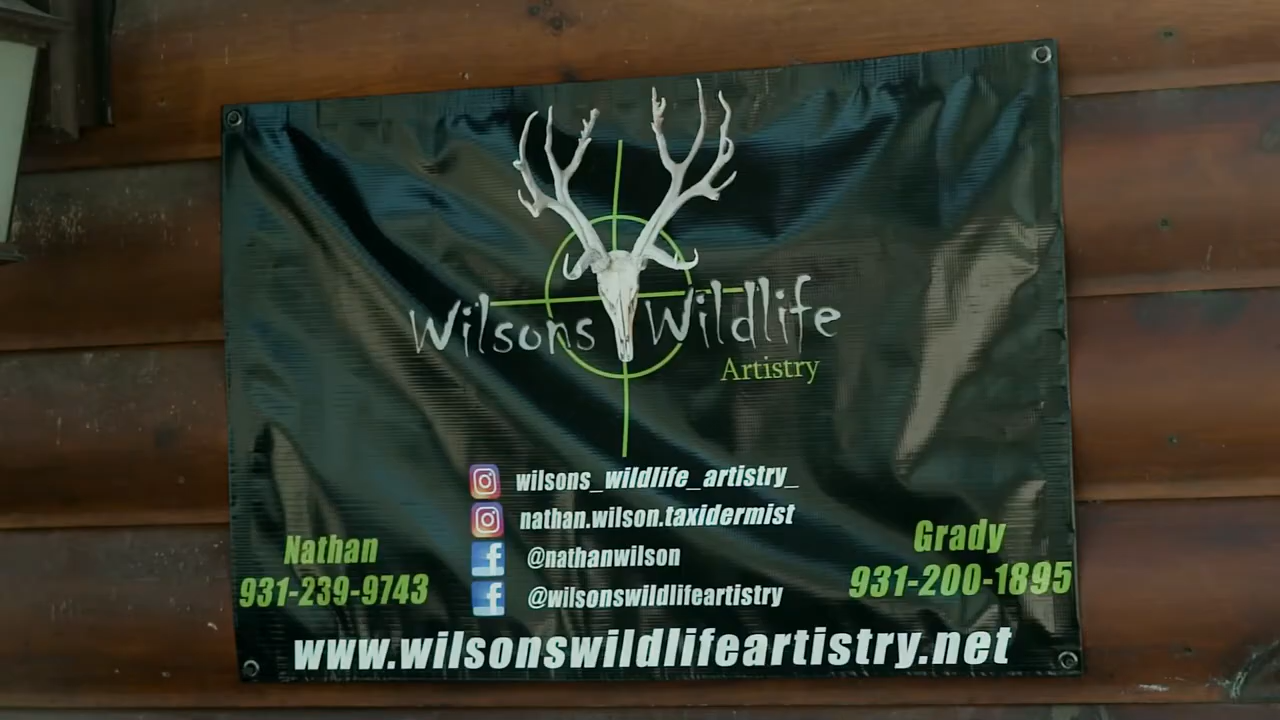 Wilsons Wildlife
Artistry
wilsons_wildlife_artistry_
nathan.wilson.taxidermist
@nathanwilson
@wilsonswildlifeartistry
Nathan
931-239-9743
Grady
931-200-1895
www.wilsonswildlifeartistry.net